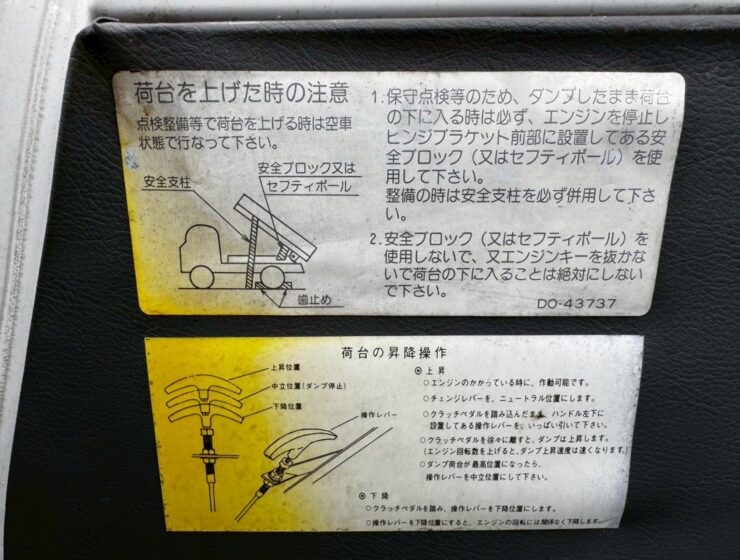 荷台を上げた時の注意
点検整備等で荷台を上げる時は空車
状態で行なって下さい。
安全ブロック又は
セフティポール
安全支柱
歯止め
1. 保守点検等のため、ダンプしたまま荷台
の下に入る時は必ず、エンジンを停止し
ヒンジブラケット前部に設置してある安
全ブロック（又はセフティポール）を使
用して下さい。
整備の時は安全支柱を必ず併用して下さ
い。
2. 安全ブロック（又はセフティポール）を
使用しないで、又エンジンキーを抜かな
いで荷台の下に入ることは絶対にしない
で下さい。
DO-43737
荷台の昇降操作
上昇位置
中立位置(ダンプ停止)
下降位置
操作レバー
◉ 上昇
○エンジンのかかっている時に、作動可能です。
○チェンジレバーを、ニュートラル位置にします。
○クラッチペダルを踏み込んだまま、ハンドル左下に
設置してある操作レバーを、いっぱい引いて下さい。
○クラッチペダルを徐々に離すと、ダンプは上昇します。
(エンジン回転数を上げると、ダンプ上昇速度は速くなります。)
○ダンプ荷台が最高位置になったら、
操作レバーを中立位置にして下さい。
◉ 下降
○クラッチペダルを踏み、操作レバーを下降位置にします。
○操作レバーを下降位置にすると、エンジンの回転には関係なく下降します。